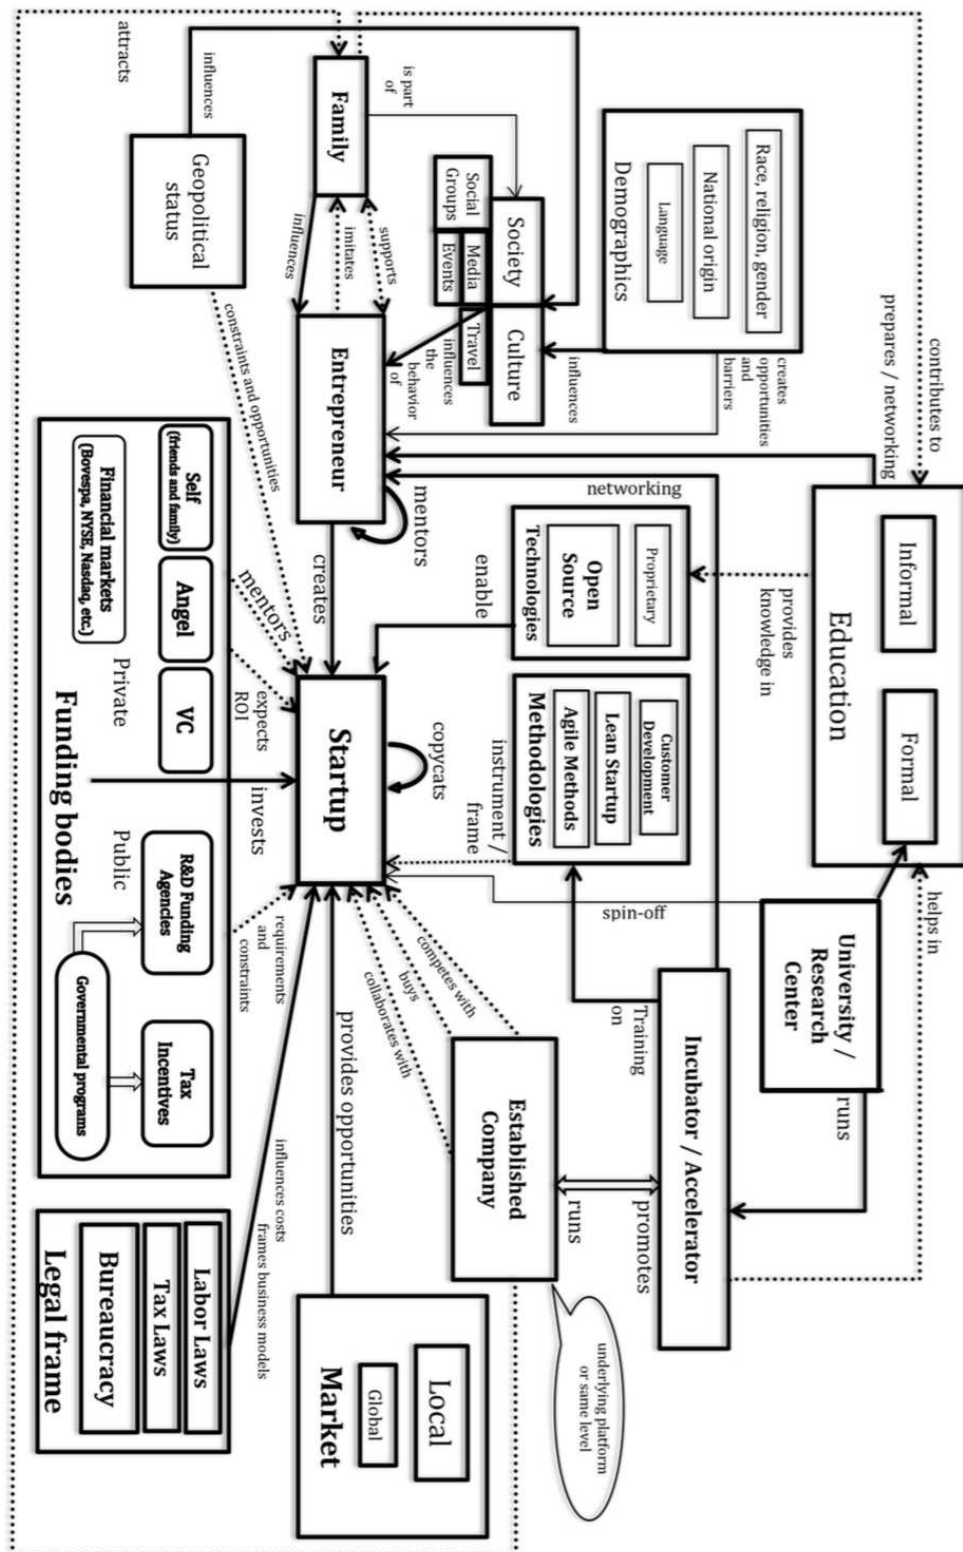 contributes to
prepares / networking
Informal
Formal
Education
helps in
University /
Research
Center
runs
Race, religion, gender
National origin
Language
Demographics
creates
opportunities
and
barriers
influences
networking
provides
knowledge in
Proprietary
Open
Source
Technologies
enable
Customer
Development
Lean Startup
Agile Methods
Methodologies
instrument /
frame
spin-off
Training
on
Incubator / Accelerator
promotes
runs
underlying platform
or same level
is part
of
Society
Culture
Social
Groups
Media
Events
Travel
influences
the
behavior
of
mentors
copycats
competes with
buys
collaborates with
Established
Company
Family
supports
imitates
influences
Entrepreneur
creates
Startup
provides opportunities
Local
Global
Market
attracts
influences
Geopolitical
status
constraints and opportunities
mentors
expects
ROI
invests
requirements
and
constraints
influences costs
frames business models
Self
(friends and family)
Angel
VC
Financial markets
(Bovespa, NYSE, Nasdaq, etc.)
Private
Public
R&D Funding
Agencies
Tax
Incentives
Governmental programs
Funding bodies
Labor Laws
Tax Laws
Bureaucracy
Legal frame